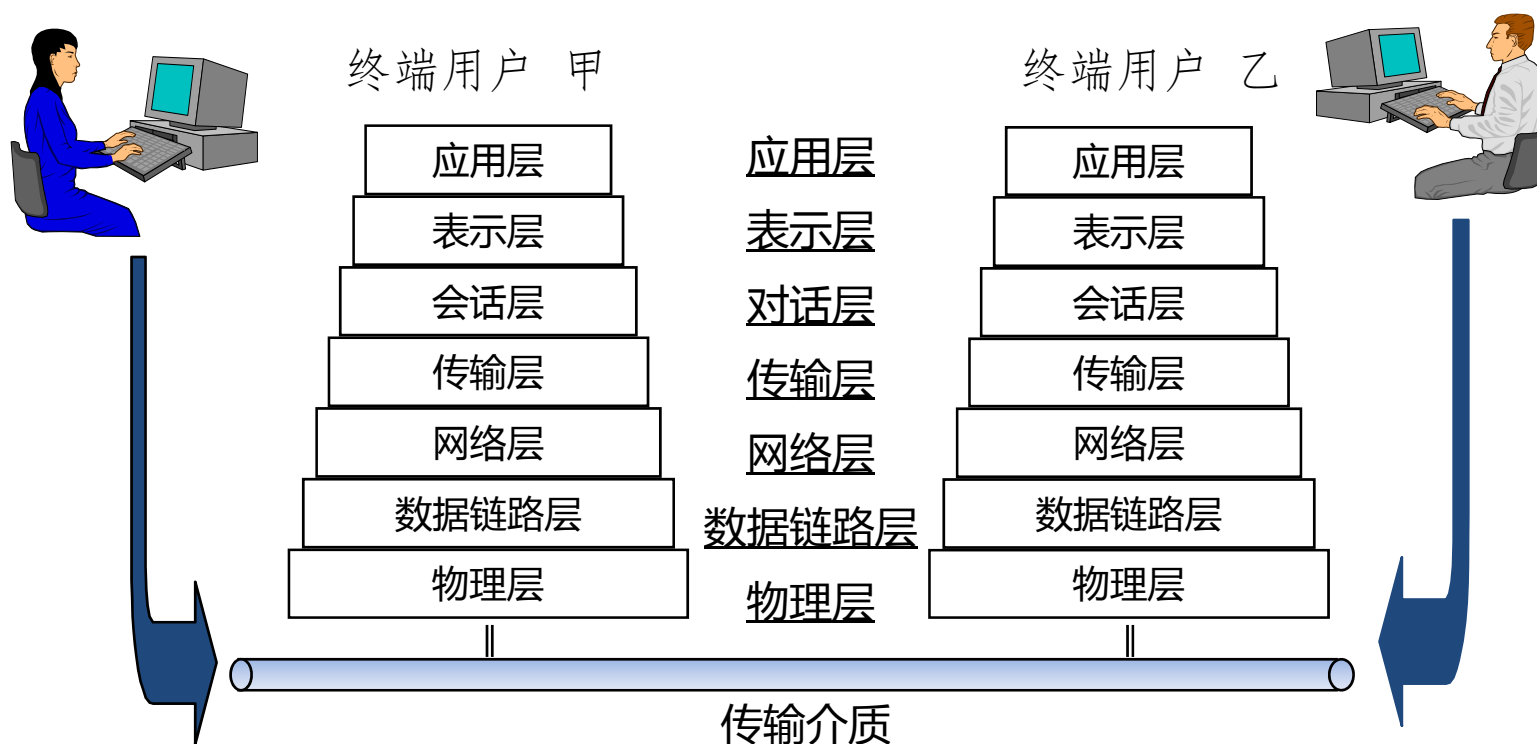 终端用户 甲
终端用户 乙
应用层
应用层
应用层
表示层
表示层
表示层
会话层
对话层
会话层
传输层
传输层
传输层
网络层
网络层
网络层
数据链路层
数据链路层
数据链路层
物理层
物理层
物理层
传输介质